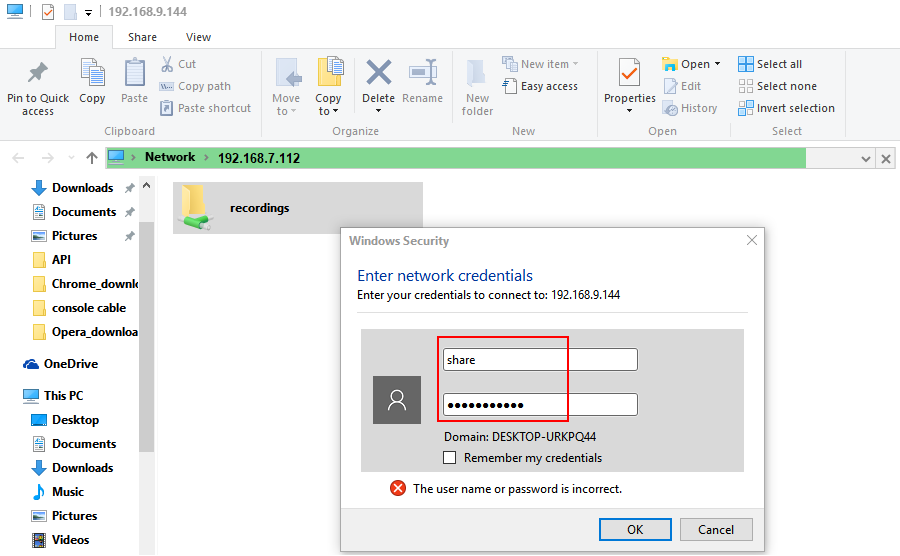 192.168.9.144
Home Share View
Pin to Quick access
Copy
Paste
Cut
Copy path
Paste shortcut
Clipboard
Move to
Copy to
Delete
Rename
Organize
New folder
New item
Easy access
New
Properties
Open
Edit
History
Open
Select all
Select none
Invert selection
Select
Network 192.168.7.112
Downloads
Documents
Pictures
API
Chrome_downl
console cable
Opera_downloa
OneDrive
This PC
Desktop
Documents
Downloads
Music
Pictures
Videos
recordings
Windows Security
Enter network credentials
Enter your credentials to connect to: 192.168.9.144
share
Domain: DESKTOP-URKPQ44
Remember my credentials
The user name or password is incorrect.
OK Cancel